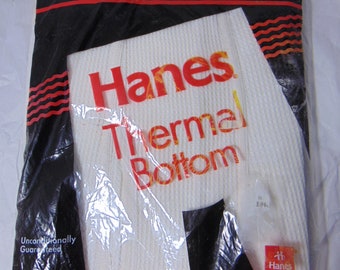 Hanes
Thermal
Bottom
Unconditionally
Guaranteed
Hanes